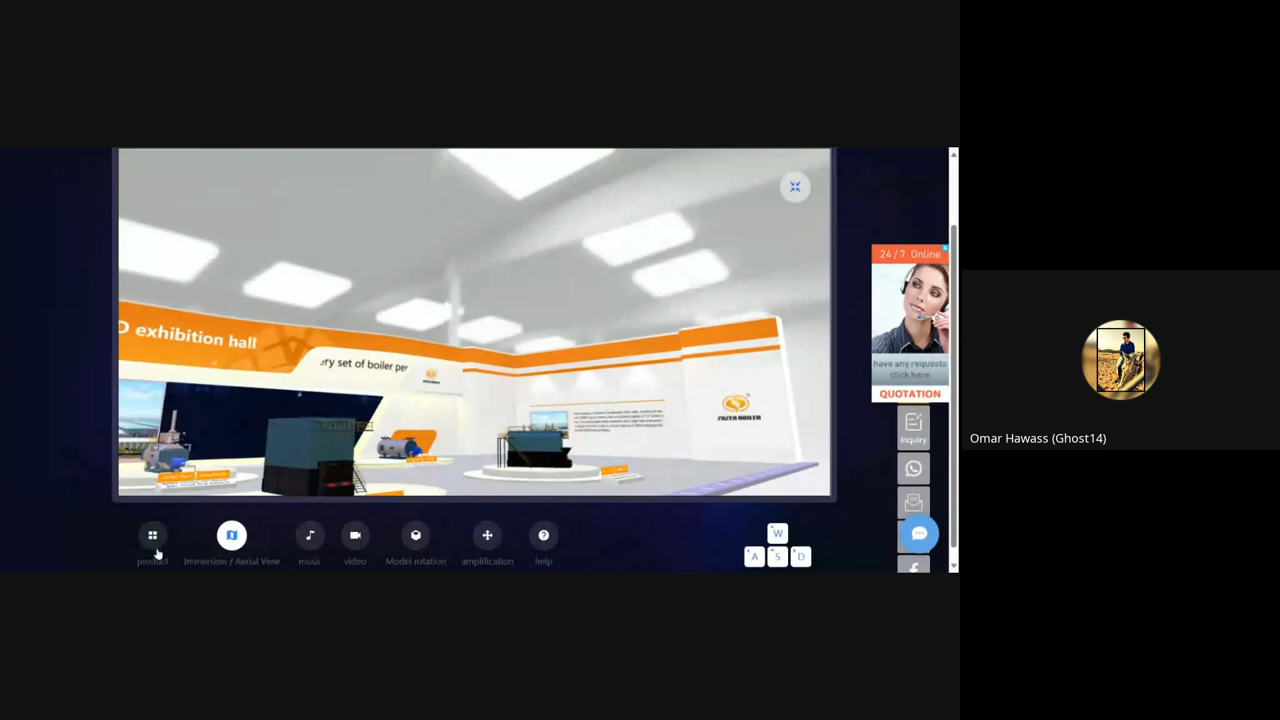 D exhibition hall
ery set of boiler per
ZOZEN BOILER
24/7 Online
have any requests
click here
QUOTATION
Inquiry
product
Immersion / Aerial View
music
video
Model rotation
amplification
help
W
A
S
D
Omar Hawass (Ghost14)